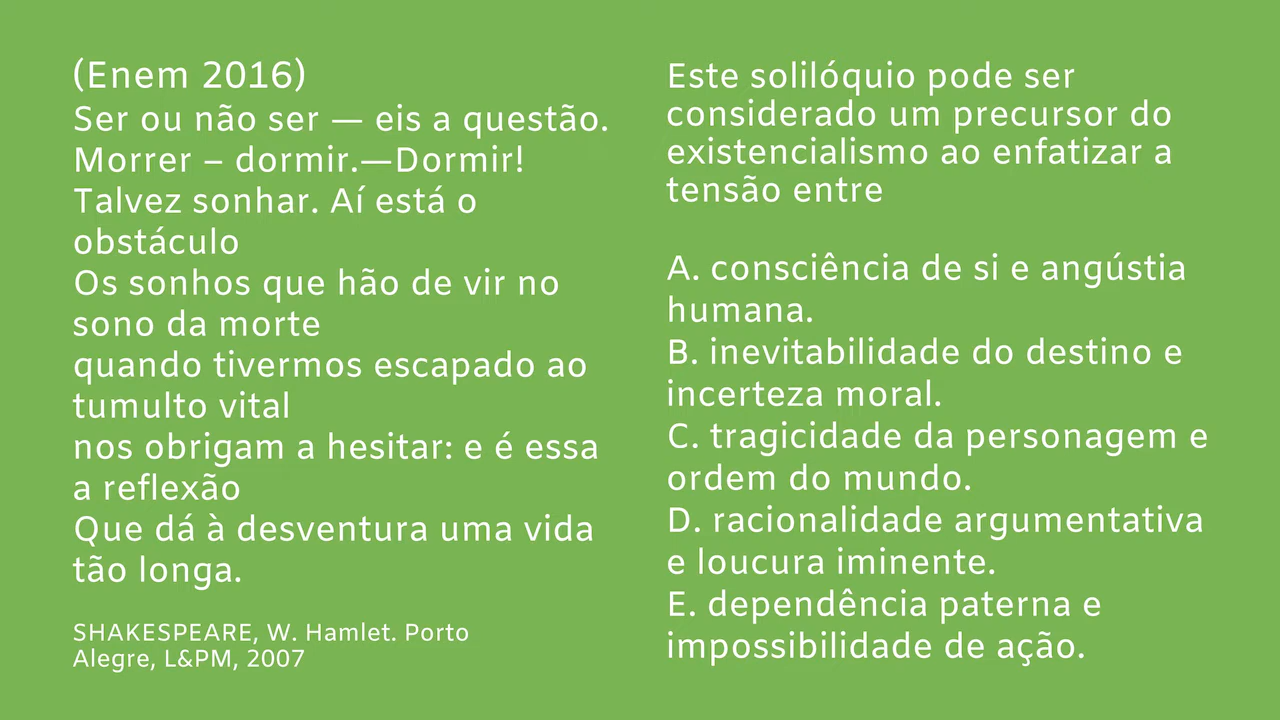 (Enem 2016)
Ser ou não ser — eis a questão.
Morrer – dormir.—Dormir!
Talvez sonhar. Aí está o
obstáculo
Os sonhos que hão de vir no
sono da morte
quando tivermos escapado ao
tumulto vital
nos obrigam a hesitar: e é essa
a reflexão
Que dá à desventura uma vida
tão longa.
SHAKESPEARE, W. Hamlet. Porto
Alegre, L&PM, 2007
Este solilóquio pode ser
considerado um precursor do
existencialismo ao enfatizar a
tensão entre
A. consciência de si e angústia
humana.
B. inevitabilidade do destino e
incerteza moral.
C. tragicidade da personagem e
ordem do mundo.
D. racionalidade argumentativa
e loucura iminente.
E. dependência paterna e
impossibilidade de ação.